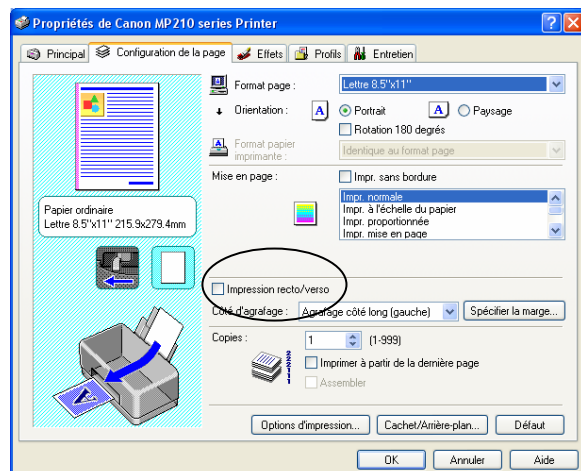 Propriétés de Canon MP210 series Printer
Principal Configuration de la page Effets Profils Entretien
Format page : Lettre 8.5"x11"
Orientation : A Portrait A Paysage
Rotation 180 degrés
Format papier imprimante : Identique au format page
Mise en page : Impr. sans bordure
Impr. normale
Impr. à l'échelle du papier
Impr. proportionnée
Impr. mise en page
Papier ordinaire
Lettre 8.5"x11" 215.9x279.4mm
Impression recto/verso
Côté d'agrafage : Agrafage côté long (gauche) Spécifier la marge...
Copies : 1 (1-999)
Imprimer à partir de la dernière page
Assembler
Options d'impression... Cachet/Arrière-plan... Défaut
OK Annuler Aide